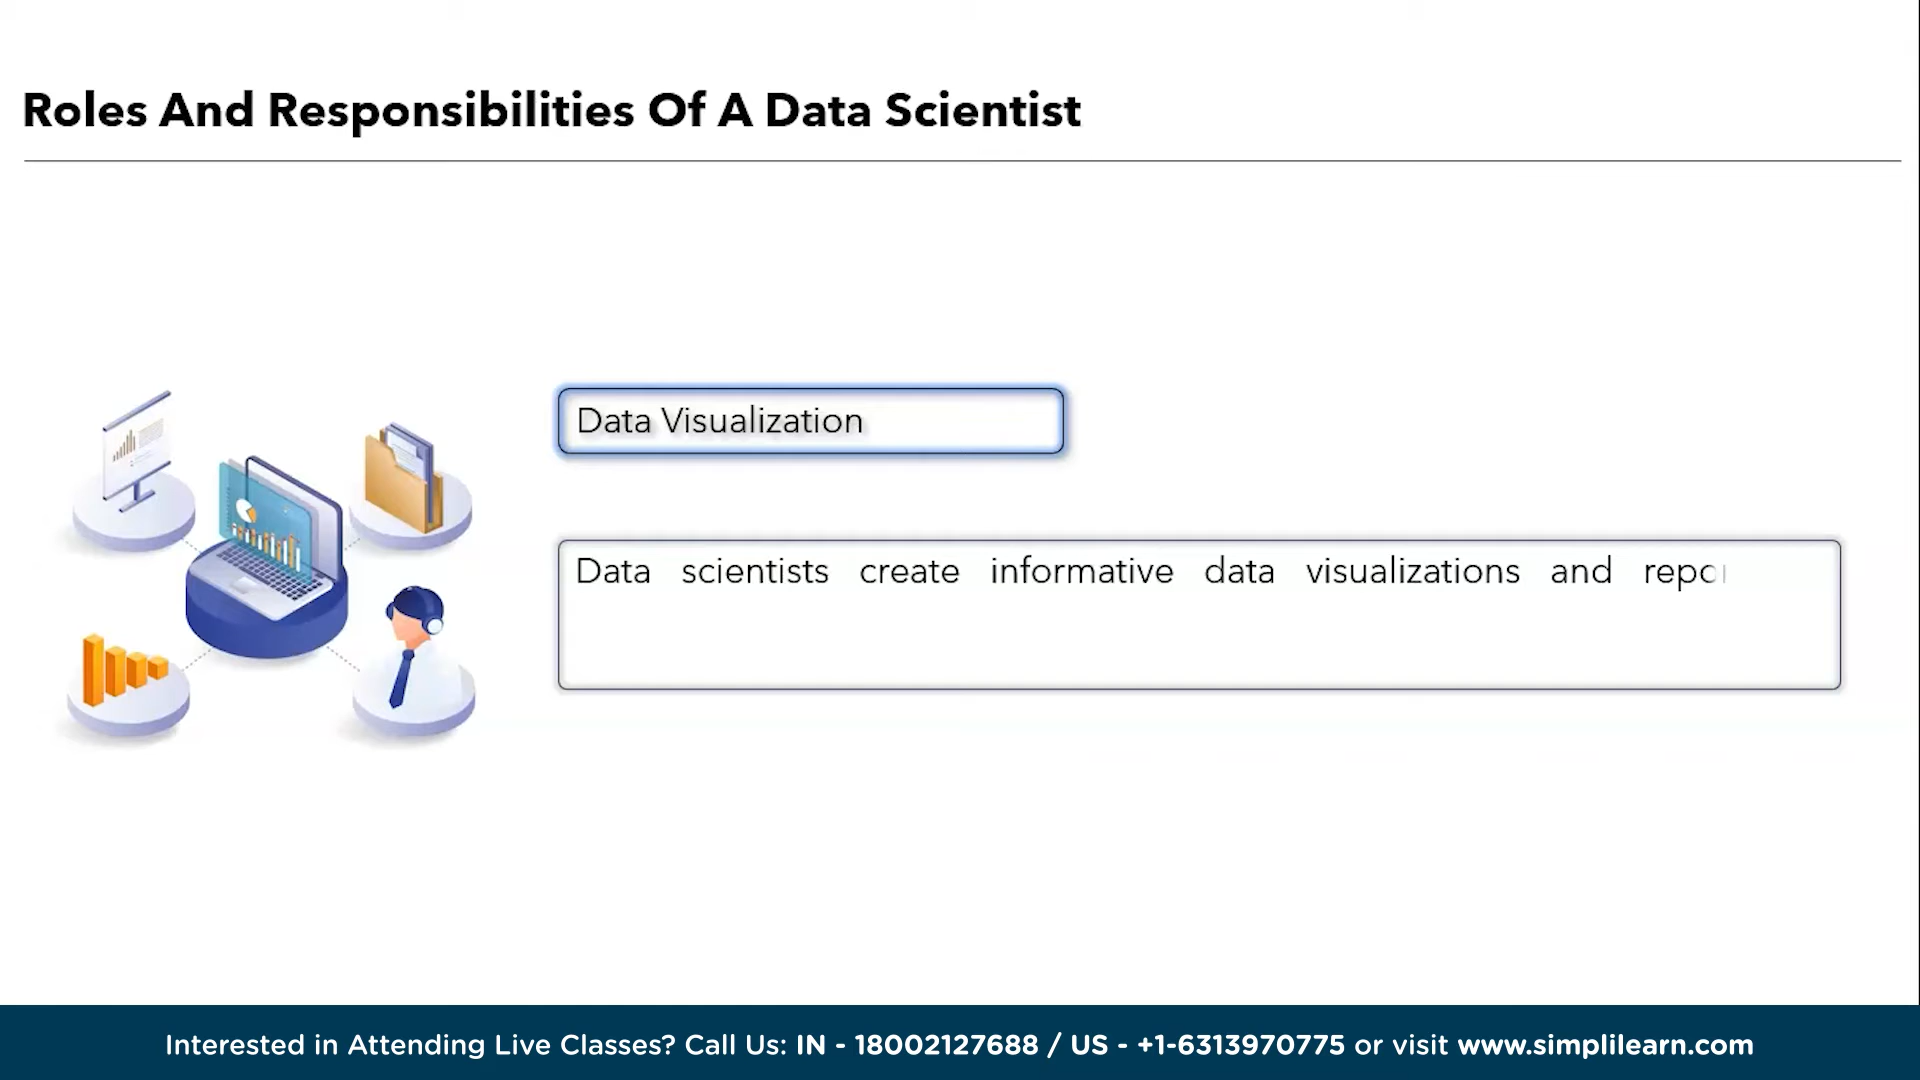 Roles And Responsibilities Of A Data Scientist
Data Visualization
Data scientists create informative data visualizations and
Interested in Attending Live Classes? Call Us: IN - 18002127688 / US - +1-6313970775 or visit www.simplilearn.com